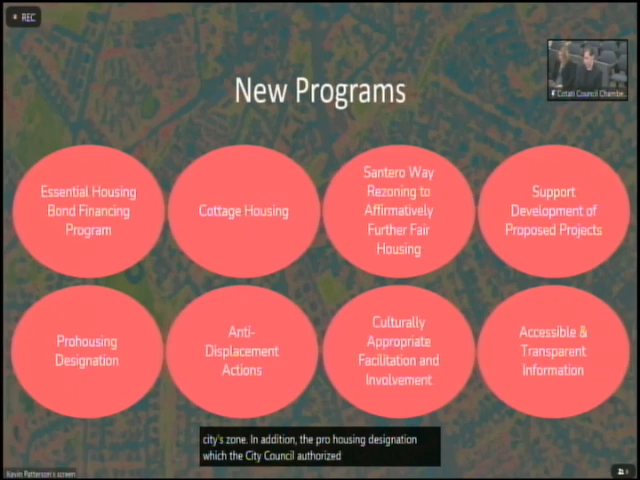 REC
Cotati Council Chambe...
New Programs
Essential Housing
Bond Financing
Program
Cottage Housing
Santero Way
Rezoning to
Affirmatively
Further Fair
Housing
Support
Development of
Proposed Projects
Prohousing
Designation
Anti-
Displacement
Actions
Culturally
Appropriate
Facilitation and
Involvement
Accessible &
Transparent
Information
city's zone. In addition, the pro housing designation
which the City Council authorized
Kevin Patterson's screen